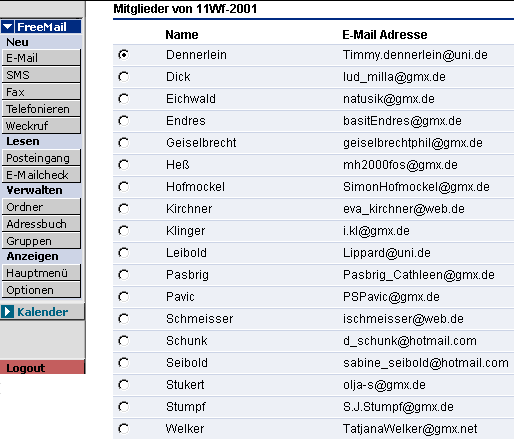 Mitglieder von 11Wf-2001
FreeMail
Neu
E-Mail
SMS
Fax
Telefonieren
Weckruf
Lesen
Posteingang
E-Mailcheck
Verwalten
Ordner
Adressbuch
Gruppen
Anzeigen
Hauptmenü
Optionen
Kalender
Logout
Name E-Mail Adresse
Dennerlein Timmy.dennerlein@uni.de
Dick lud_milla@gmx.de
Eichwald natusik@gmx.de
Endres basitEndres@gmx.de
Geiselbrecht geiselbrechtphil@gmx.de
Heß mh2000fos@gmx.de
Hofmockel SimonHofmockel@gmx.de
Kirchner eva_kirchner@web.de
Klinger i.kl@gmx.de
Leibold Lippard@uni.de
Pasbrig Pasbrig_Cathleen@gmx.de
Pavic PSPavic@gmx.de
Schmeisser ischmeisser@web.de
Schunk d_schunk@hotmail.com
Seibold sabine_seibold@hotmail.com
Stukert olja-s@gmx.de
Stumpf S.J.Stumpf@gmx.de
Welker TatjanaWelker@gmx.net